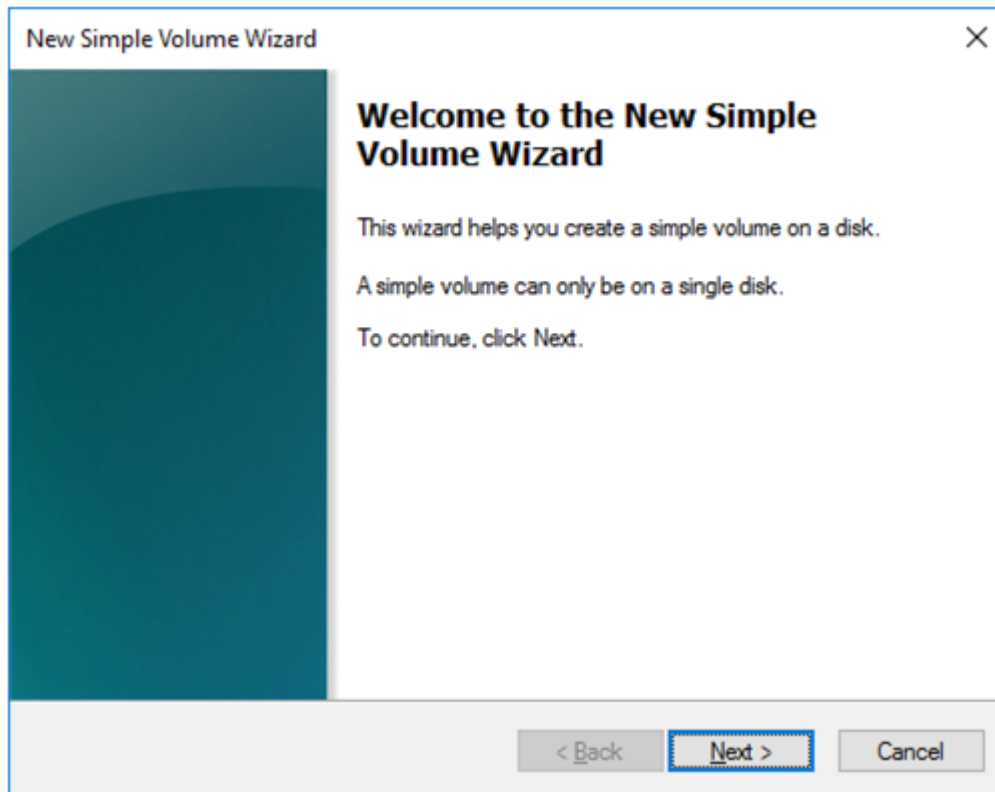 New Simple Volume Wizard
Welcome to the New Simple
Volume Wizard
This wizard helps you create a simple volume on a disk.
A simple volume can only be on a single disk.
To continue, click Next.
< Back
Next >
Cancel